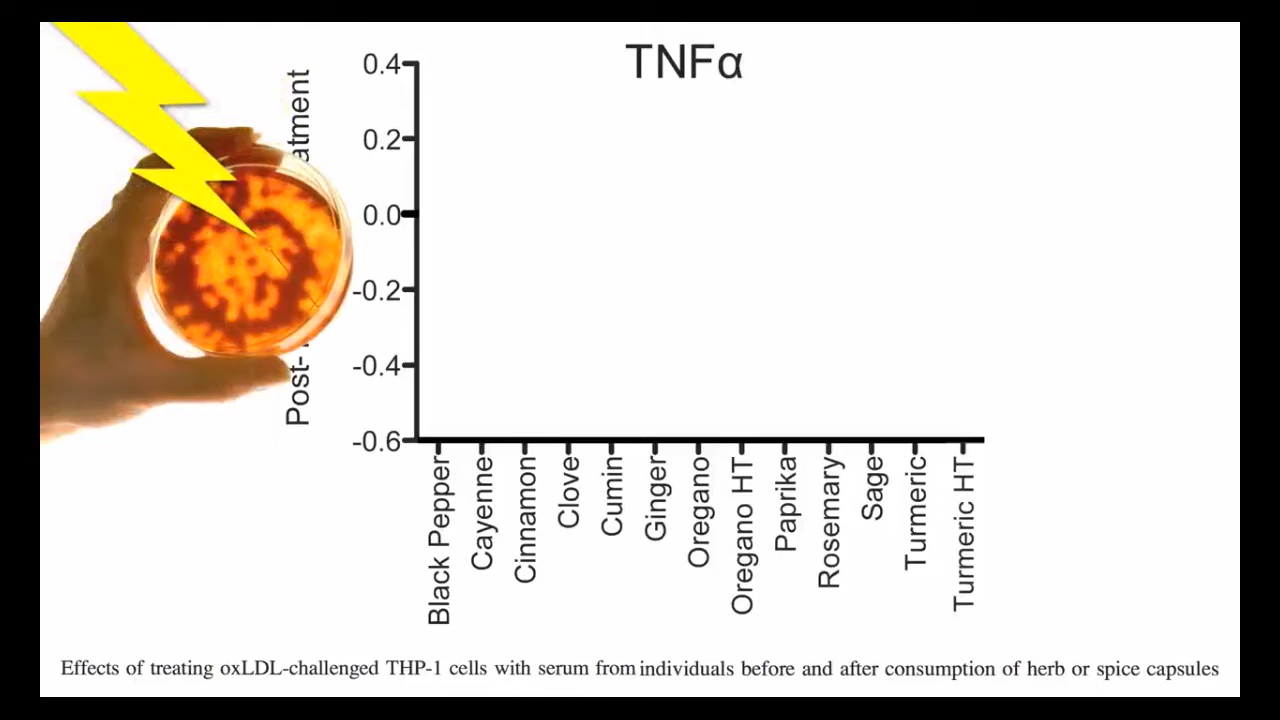 TNFα
Post-
atment
0.4
0.2
0.0
-0.2
-0.4
-0.6
Black Pepper
Cayenne
Cinnamon
Clove
Cumin
Ginger
Oregano
Oregano HT
Paprika
Rosemary
Sage
Turmeric
Turmeric HT
Effects of treating oxLDL-challenged THP-1 cells with serum from individuals before and after consumption of herb or spice capsules